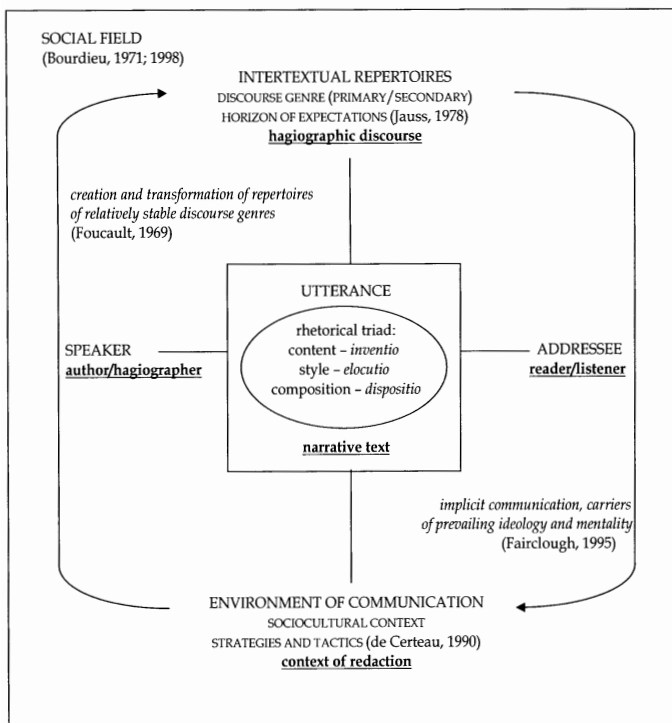 SOCIAL FIELD
(Bourdieu, 1971; 1998)
INTERTEXTUAL REPERTOIRES
DISCOURSE GENRE (PRIMARY/SECONDARY)
HORIZON OF EXPECTATIONS (Jauss, 1978)
hagiographic discourse
creation and transformation of repertoires
of relatively stable discourse genres
(Foucault, 1969)
UTTERANCE
rhetorical triad:
content – inventio
style – elocutio
composition – dispositio
narrative text
SPEAKER
author/hagiographer
ADDRESSEE
reader/listener
implicit communication, carriers
of prevailing ideology and mentality
(Fairclough, 1995)
ENVIRONMENT OF COMMUNICATION
SOCIOCULTURAL CONTEXT
STRATEGIES AND TACTICS (de Certeau, 1990)
context of redaction